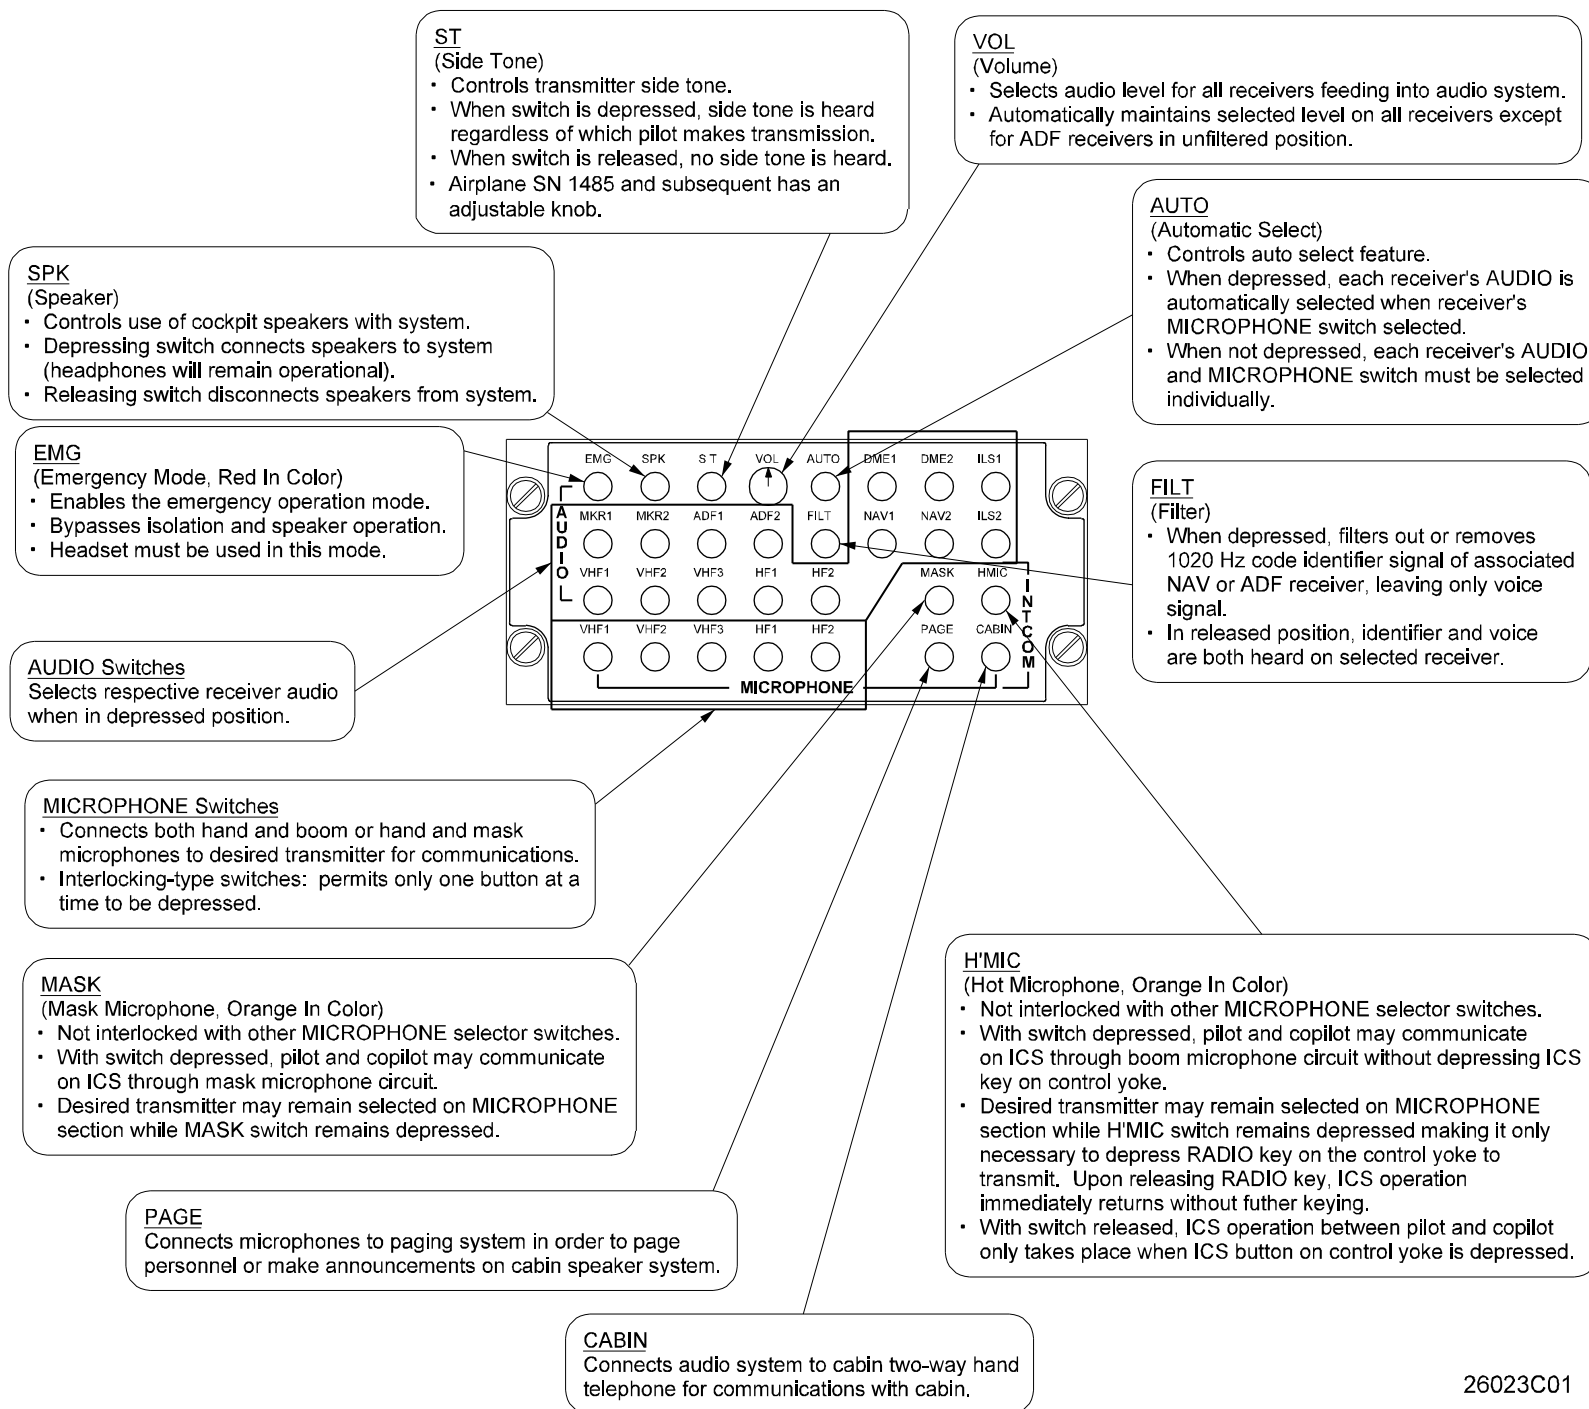 ST
(Side Tone)
· Controls transmitter side tone.
· When switch is depressed, side tone is heard
regardless of which pilot makes transmission.
· When switch is released, no side tone is heard.
· Airplane SN 1485 and subsequent has an
adjustable knob.
VOL
(Volume)
· Selects audio level for all receivers feeding into audio system.
· Automatically maintains selected level on all receivers except
for ADF receivers in unfiltered position.
AUTO
(Automatic Select)
· Controls auto select feature.
· When depressed, each receiver's AUDIO is
automatically selected when receiver's
MICROPHONE switch selected.
· When not depressed, each receiver's AUDIO
and MICROPHONE switch must be selected
individually.
SPK
(Speaker)
· Controls use of cockpit speakers with system.
· Depressing switch connects speakers to system
(headphones will remain operational).
· Releasing switch disconnects speakers from system.
EMG
(Emergency Mode, Red In Color)
· Enables the emergency operation mode.
· Bypasses isolation and speaker operation.
· Headset must be used in this mode.
EMG SPK S T VOL AUTO DME1 DME2 ILS1
MKR1 MKR2 ADF1 ADF2 FILT NAV1 NAV2 ILS2
VHF1 VHF2 VHF3 HF1 HF2 MASK HMIC
VHF1 VHF2 VHF3 HF1 HF2 PAGE CABIN
AUDIO
INTCOM
MICROPHONE
FILT
(Filter)
· When depressed, filters out or removes
1020 Hz code identifier signal of associated
NAV or ADF receiver, leaving only voice
signal.
· In released position, identifier and voice
are both heard on selected receiver.
AUDIO Switches
Selects respective receiver audio
when in depressed position.
MICROPHONE Switches
· Connects both hand and boom or hand and mask
microphones to desired transmitter for communications.
· Interlocking-type switches: permits only one button at a
time to be depressed.
MASK
(Mask Microphone, Orange In Color)
· Not interlocked with other MICROPHONE selector switches.
· With switch depressed, pilot and copilot may communicate
on ICS through mask microphone circuit.
· Desired transmitter may remain selected on MICROPHONE
section while MASK switch remains depressed.
H'MIC
(Hot Microphone, Orange In Color)
· Not interlocked with other MICROPHONE selector switches.
· With switch depressed, pilot and copilot may communicate
on ICS through boom microphone circuit without depressing ICS
key on control yoke.
· Desired transmitter may remain selected on MICROPHONE
section while H'MIC switch remains depressed making it only
necessary to depress RADIO key on the control yoke to
transmit. Upon releasing RADIO key, ICS operation
immediately returns without futher keying.
· With switch released, ICS operation between pilot and copilot
only takes place when ICS button on control yoke is depressed.
PAGE
Connects microphones to paging system in order to page
personnel or make announcements on cabin speaker system.
CABIN
Connects audio system to cabin two-way hand
telephone for communications with cabin.
26023C01